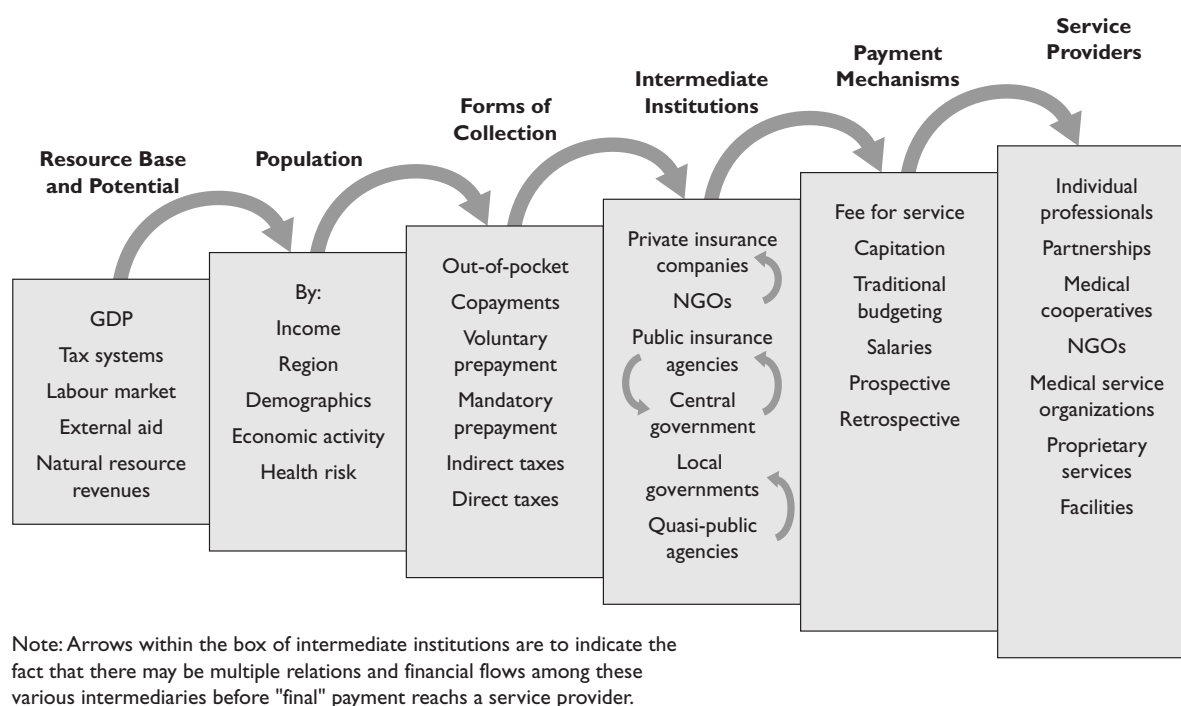 Resource Base
and Potential
GDP
Tax systems
Labour market
External aid
Natural resource
revenues
Population
By:
Income
Region
Demographics
Economic activity
Health risk
Forms of
Collection
Out-of-pocket
Copayments
Voluntary
prepayment
Mandatory
prepayment
Indirect taxes
Direct taxes
Intermediate
Institutions
Private insurance
companies
NGOs
Public insurance
agencies
Central
government
Local
governments
Quasi-public
agencies
Payment
Mechanisms
Fee for service
Capitation
Traditional
budgeting
Salaries
Prospective
Retrospective
Service
Providers
Individual
professionals
Partnerships
Medical
cooperatives
NGOs
Medical service
organizations
Proprietary
services
Facilities
Note: Arrows within the box of intermediate institutions are to indicate the
fact that there may be multiple relations and financial flows among these
various intermediaries before "final" payment reachs a service provider.